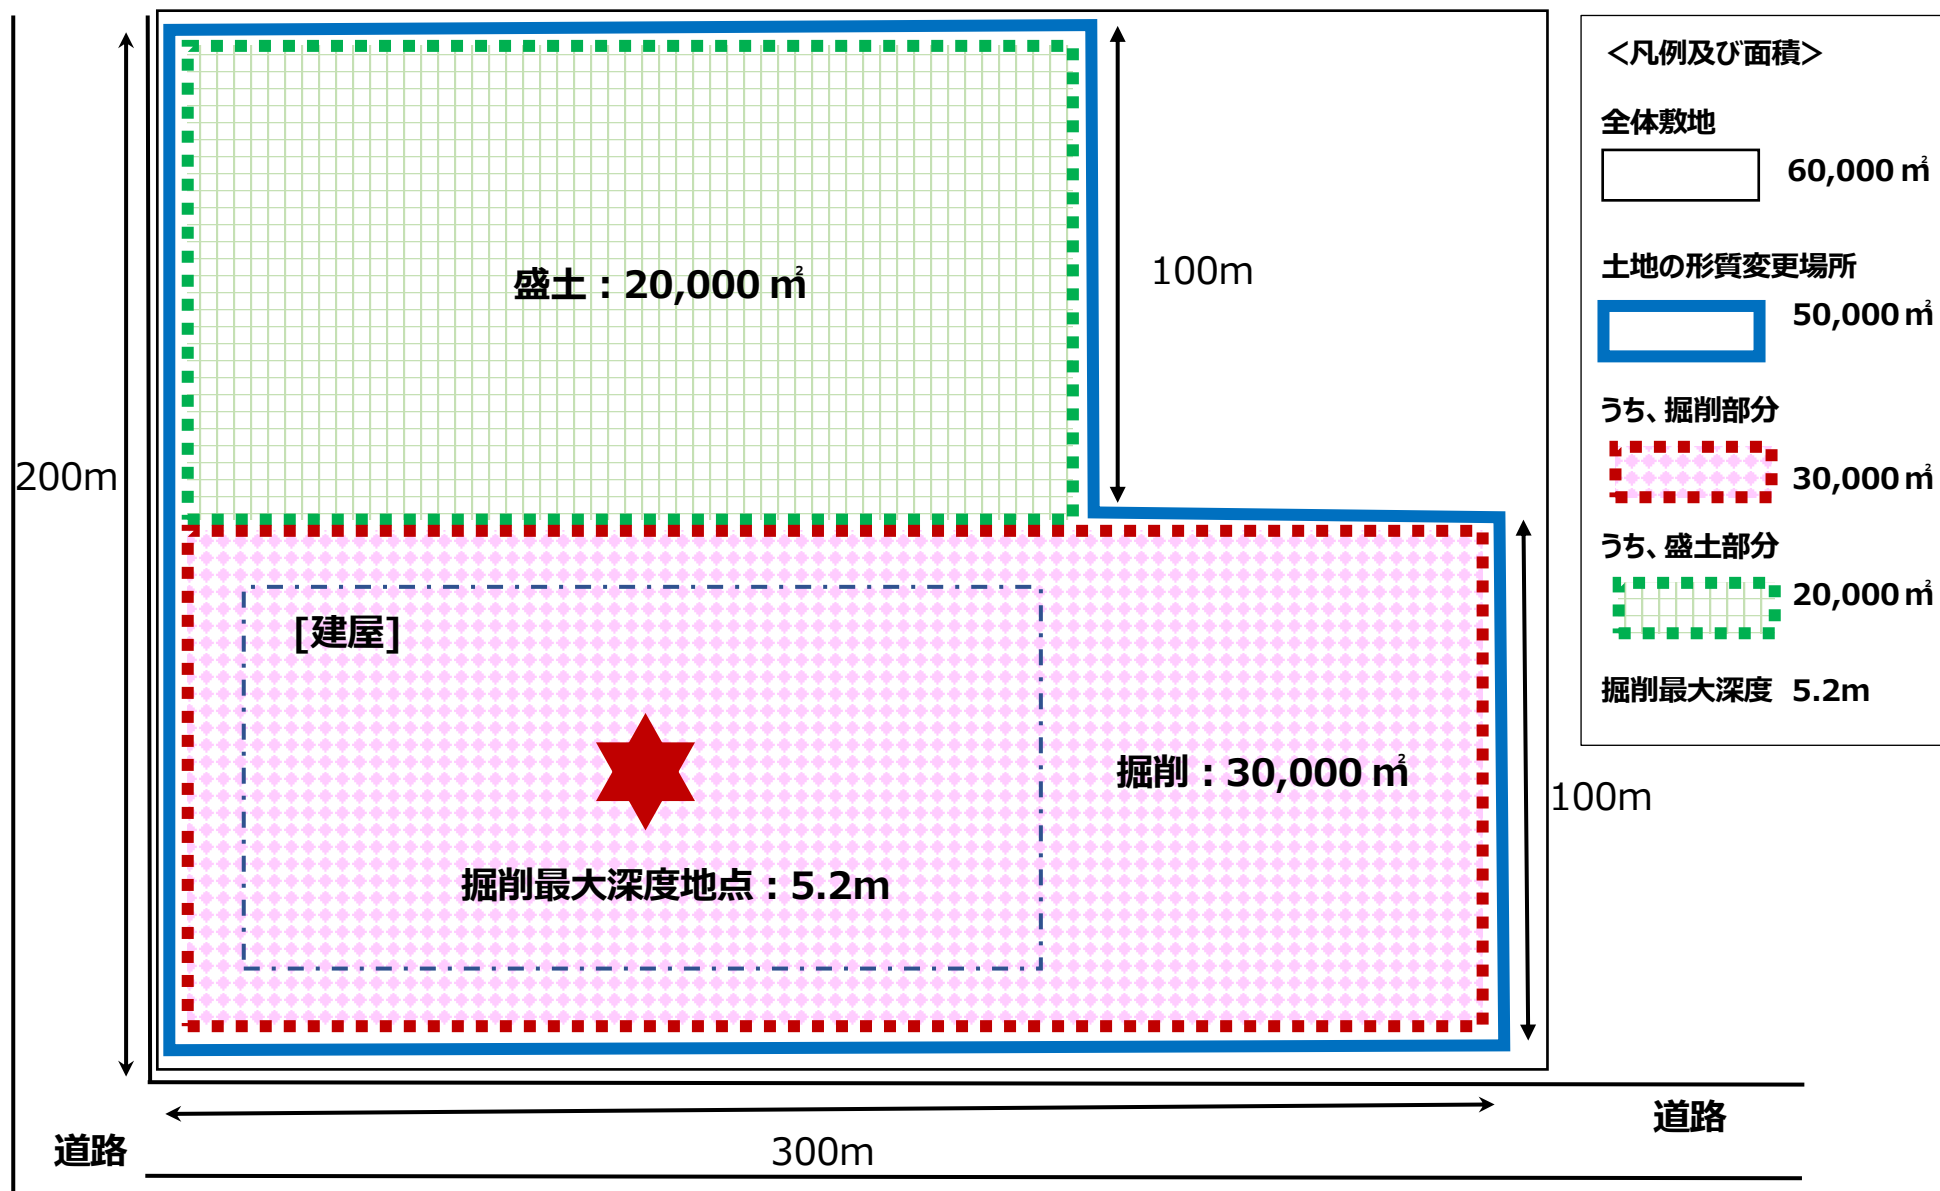 200m
盛土：20,000㎡
100m
[建屋]
掘削最大深度地点：5.2m
掘削：30,000㎡
100m
300m
道路
道路
＜凡例及び面積＞
全体敷地
60,000㎡
土地の形質変更場所
50,000㎡
うち、掘削部分
30,000㎡
うち、盛土部分
20,000㎡
掘削最大深度 5.2m